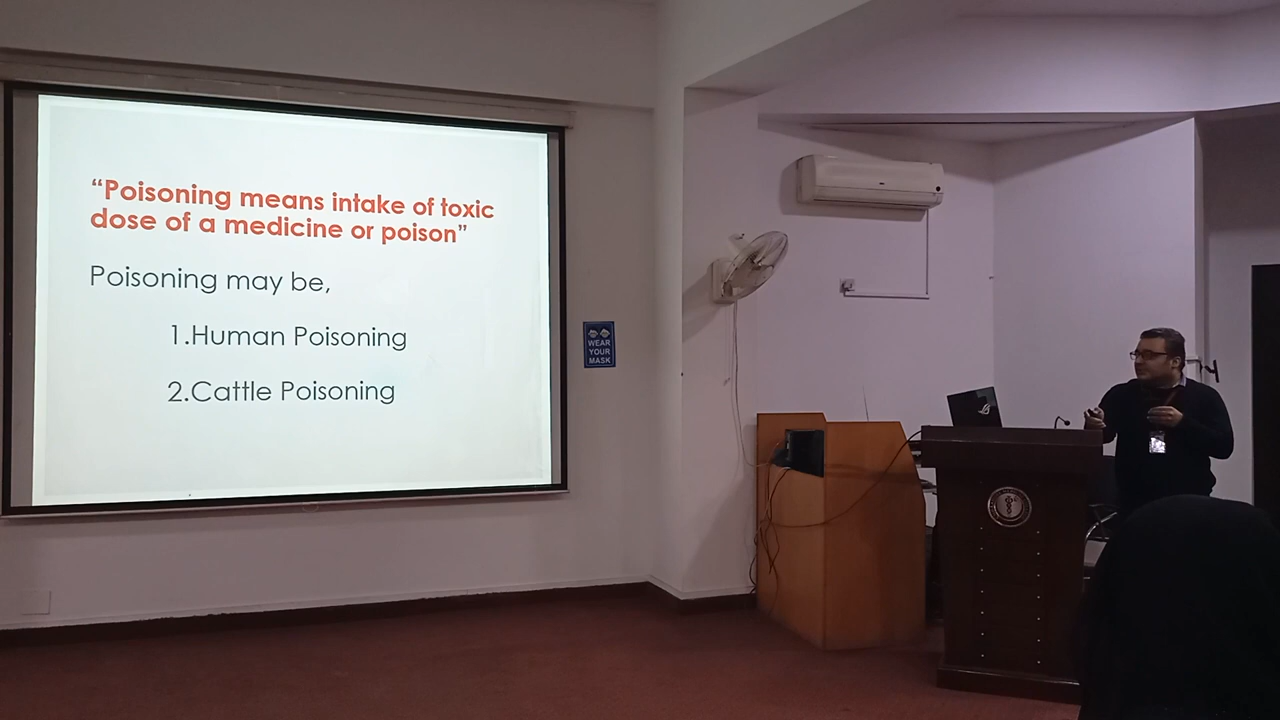 “Poisoning means intake of toxic
dose of a medicine or poison”
Poisoning may be,
1.Human Poisoning
2.Cattle Poisoning
WEAR
YOUR
MASK